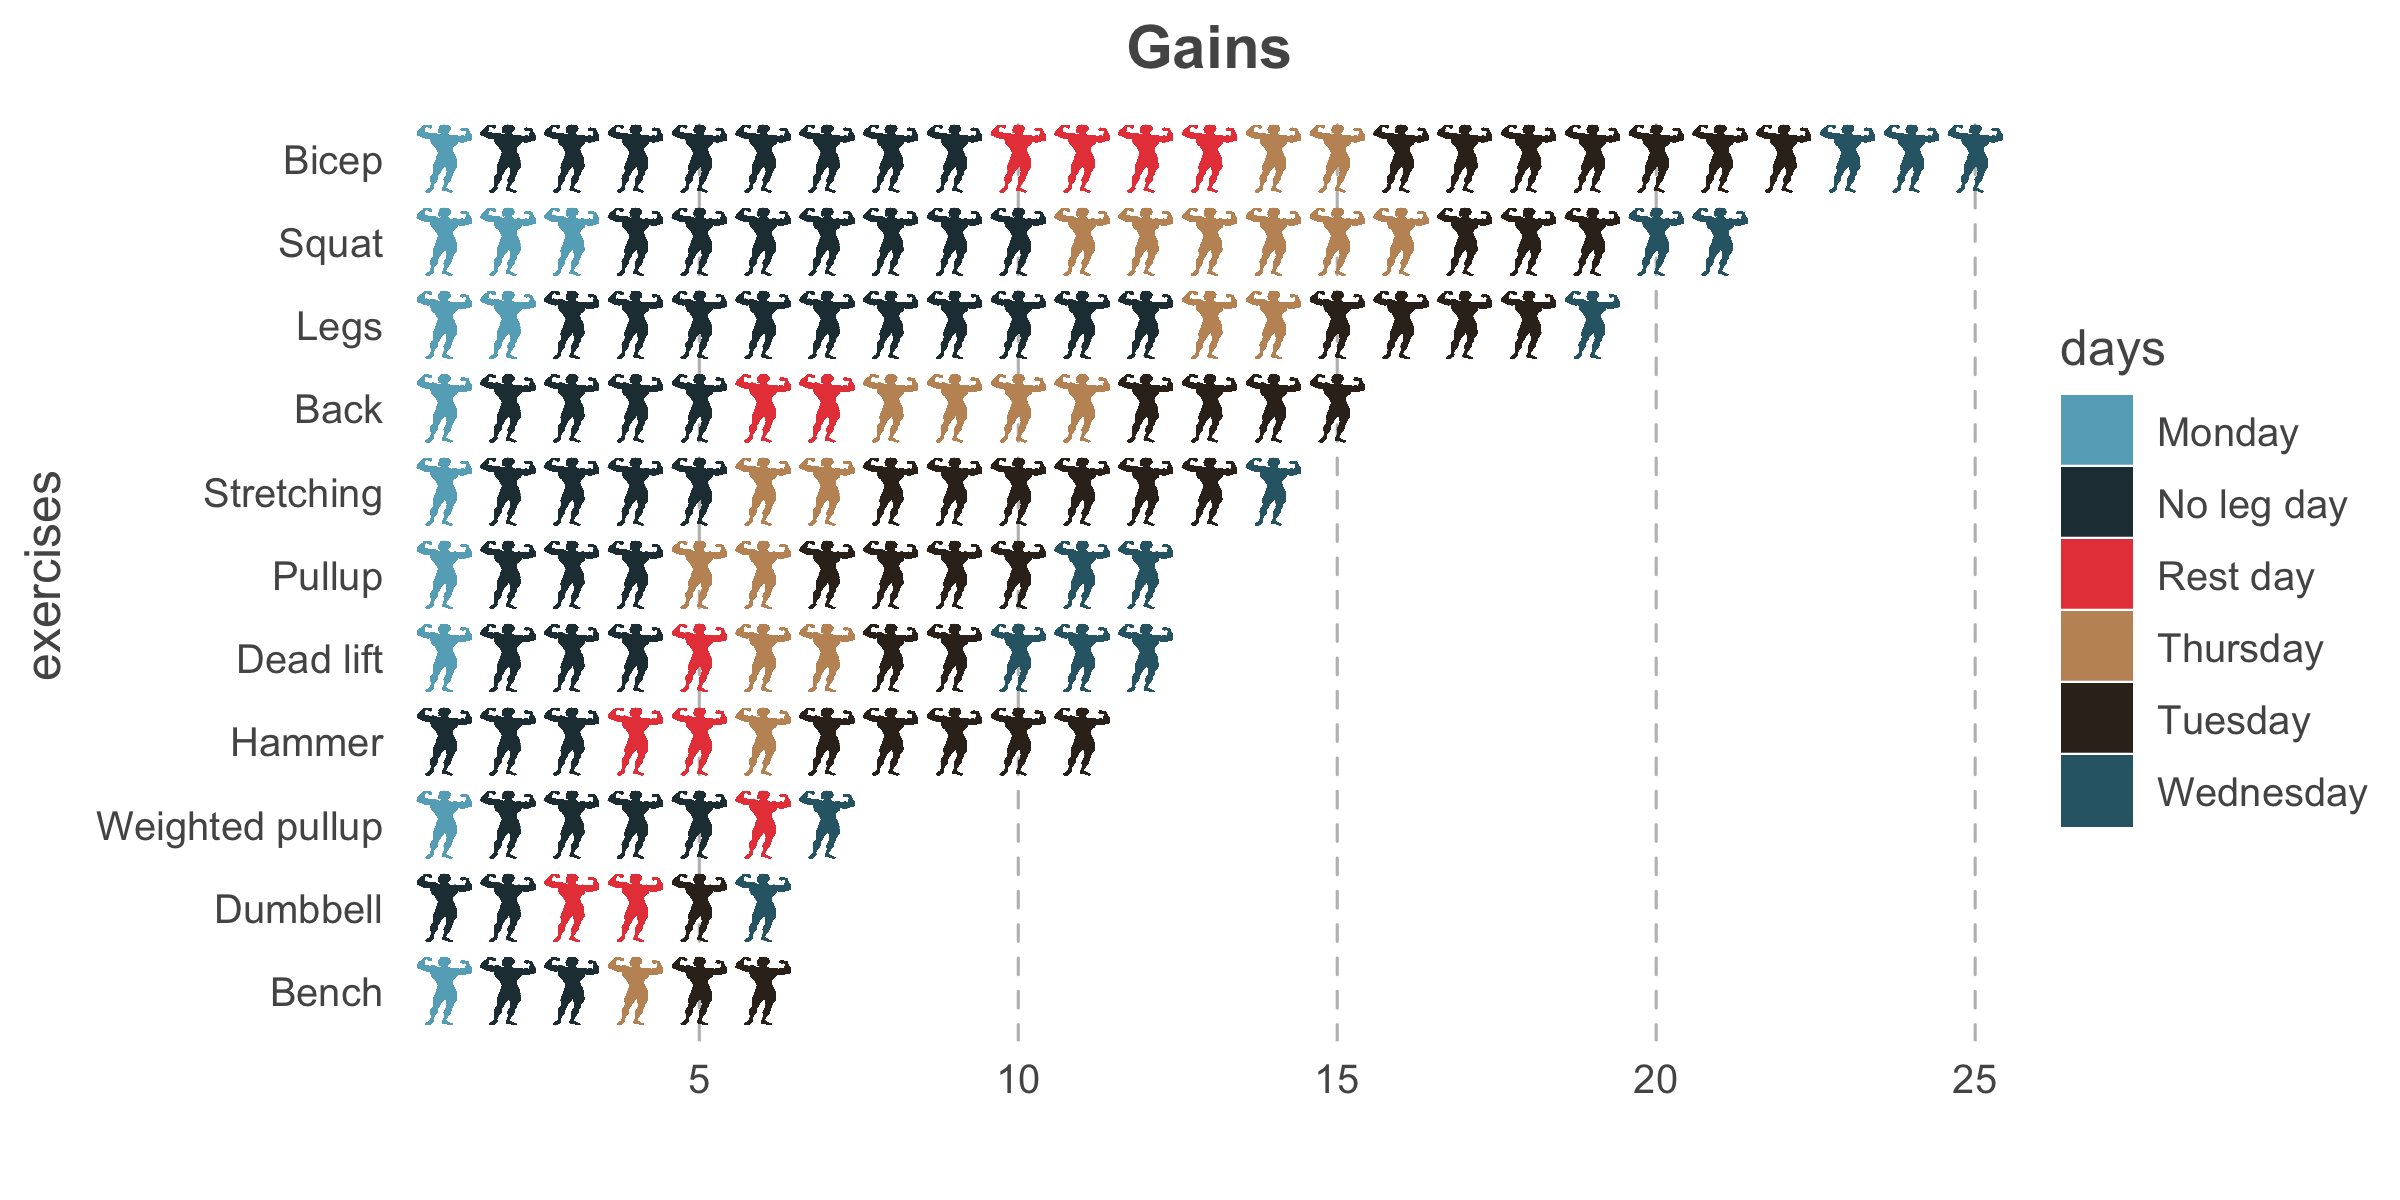 Gains
exercises
Bicep
Squat
Legs
Back
Stretching
Pullup
Dead lift
Hammer
Weighted pullup
Dumbbell
Bench
5 10 15 20 25
days
Monday
No leg day
Rest day
Thursday
Tuesday
Wednesday